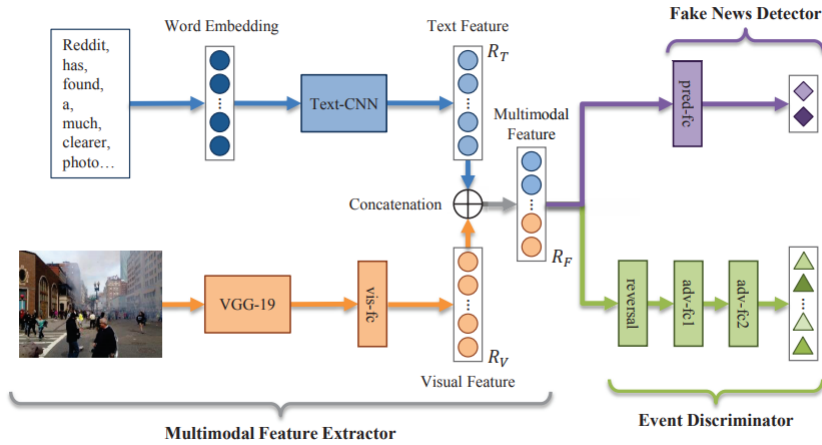 Fake News Detector
Word Embedding
Text Feature
Reddit,
has,
found,
a,
much,
clearer,
photo…
Text-CNN
R_T
pred-fc
Multimodal
Feature
Concatenation
R_F
VGG-19
vis-fc
R_V
Visual Feature
reversal
adv-fc1
adv-fc2
Multimodal Feature Extractor
Event Discriminator